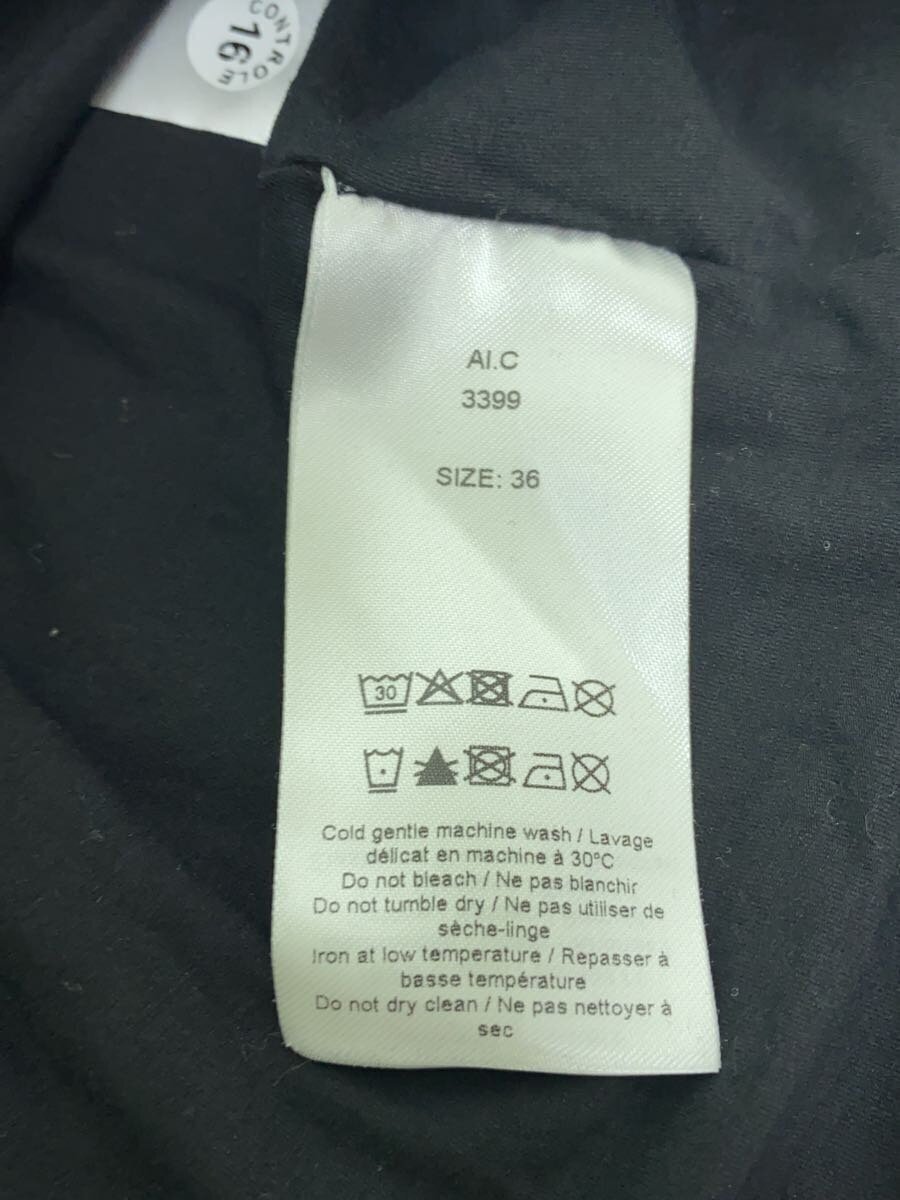 CONTROLE
16
AI.C
3399
SIZE: 36
30
Cold gentle machine wash / Lavage
délicat en machine à 30°C
Do not bleach / Ne pas blanchir
Do not tumble dry / Ne pas utiliser de
sèche-linge
Iron at low temperature / Repasser à
basse température
Do not dry clean / Ne pas nettoyer à
sec